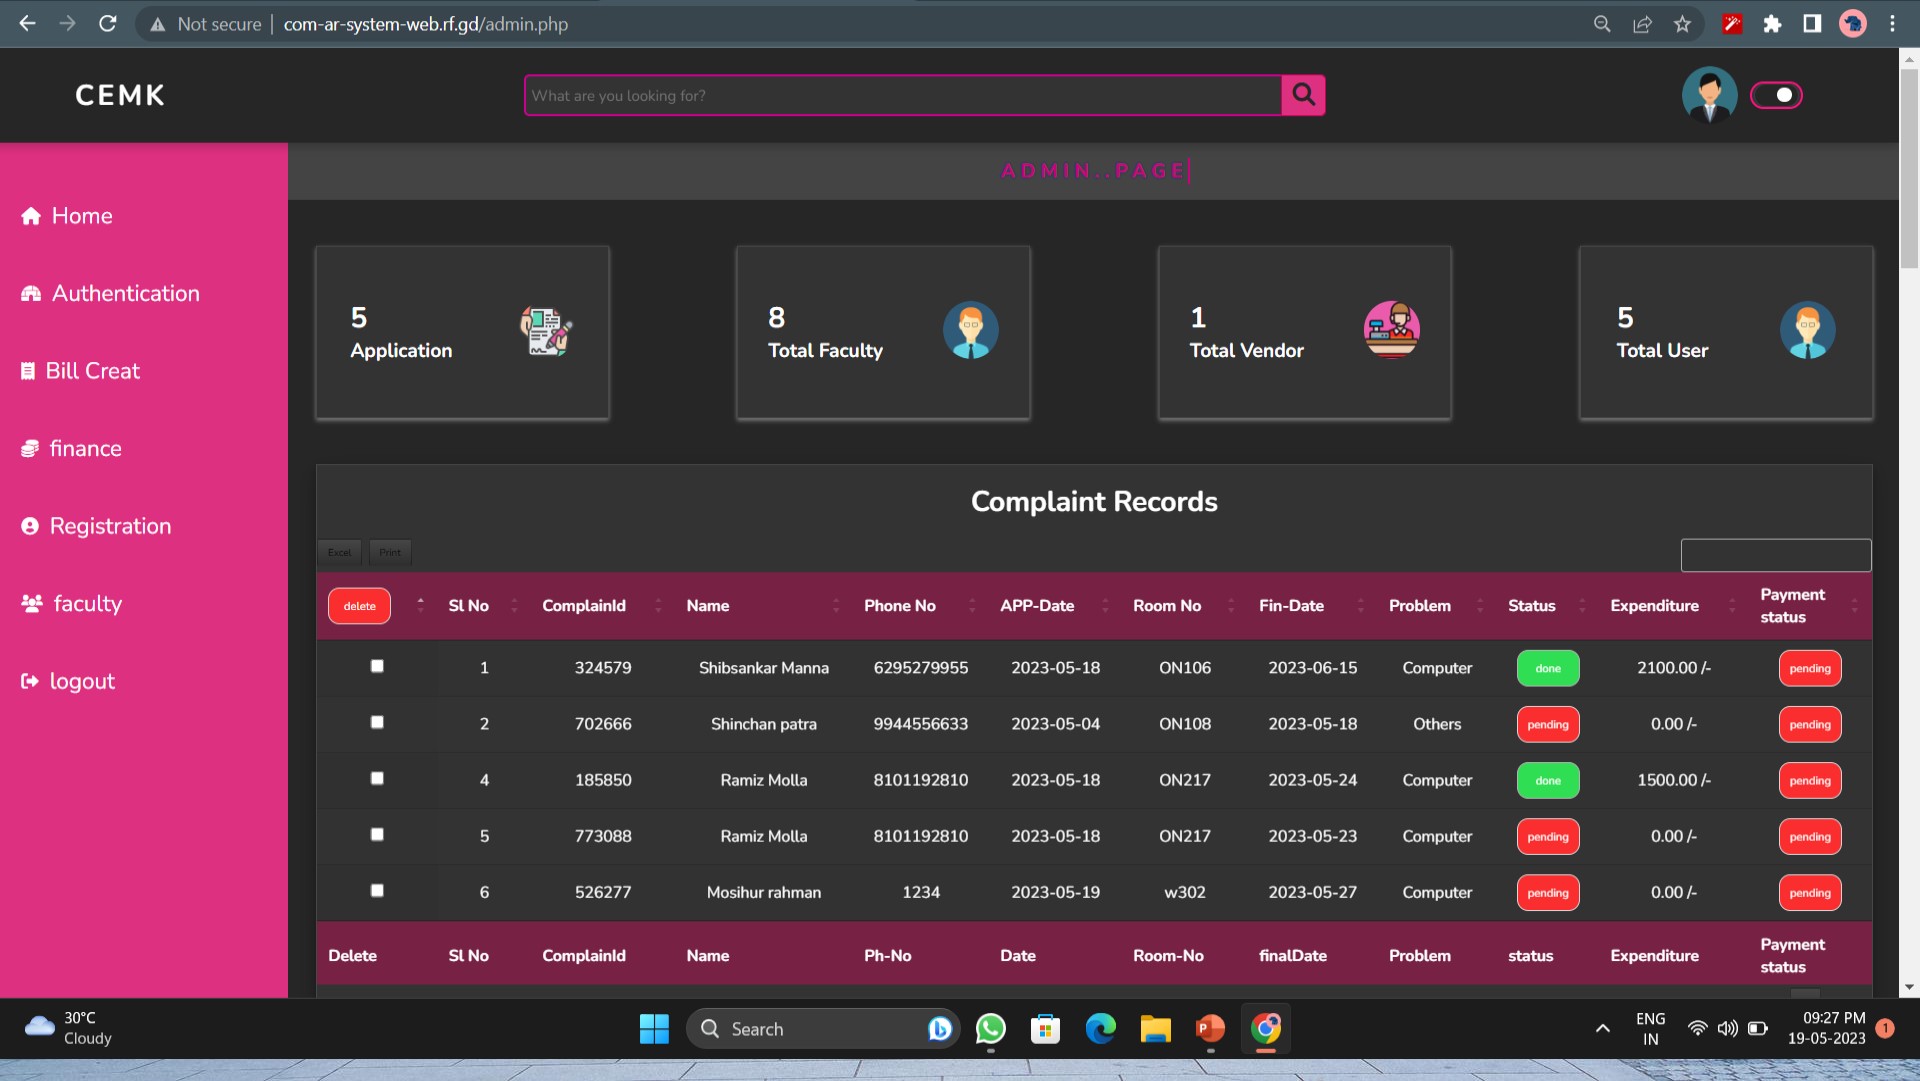 Not secure | com-ar-system-web.rf.gd/admin.php
CEMK
What are you looking for?
ADMIN..PAGE|
Home
Authentication
Bill Creat
finance
Registration
faculty
logout
5
Application
8
Total Faculty
1
Total Vendor
5
Total User
Complaint Records
Excel Print
delete Sl No ComplainId Name Phone No APP-Date Room No Fin-Date Problem Status Expenditure Payment status
1 324579 Shibsankar Manna 6295279955 2023-05-18 ON106 2023-06-15 Computer done 2100.00 /- pending
2 702666 Shinchan patra 9944556633 2023-05-04 ON108 2023-05-18 Others pending 0.00 /- pending
4 185850 Ramiz Molla 8101192810 2023-05-18 ON217 2023-05-24 Computer done 1500.00 /- pending
5 773088 Ramiz Molla 8101192810 2023-05-18 ON217 2023-05-23 Computer pending 0.00 /- pending
6 526277 Mosihur rahman 1234 2023-05-19 w302 2023-05-27 Computer pending 0.00 /- pending
Delete Sl No ComplainId Name Ph-No Date Room-No finalDate Problem status Expenditure Payment status
30°C
Cloudy
Search
ENG
IN
09:27 PM
19-05-2023
1